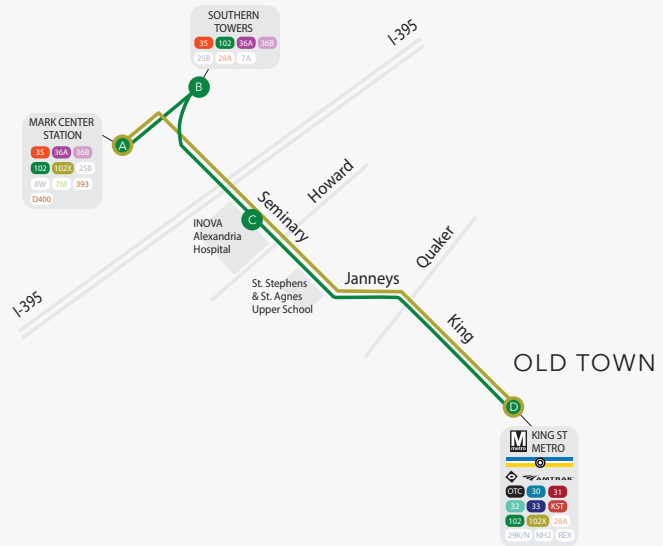 SOUTHERN
TOWERS
35 102 36A 36B
25B 28A 7A
B
I-395
MARK CENTER
STATION
35 36A 36B
102 102X 25B
8W 7M 393
D400
A
Howard
Seminary
C
INOVA
Alexandria
Hospital
St. Stephens
& St. Agnes
Upper School
Janneys
Quaker
I-395
King
OLD TOWN
D
M
metro
KING ST
METRO
AMTRAK
OTC 30 31
32 33 KST
102 102X 28A
29K/N NH2 REX